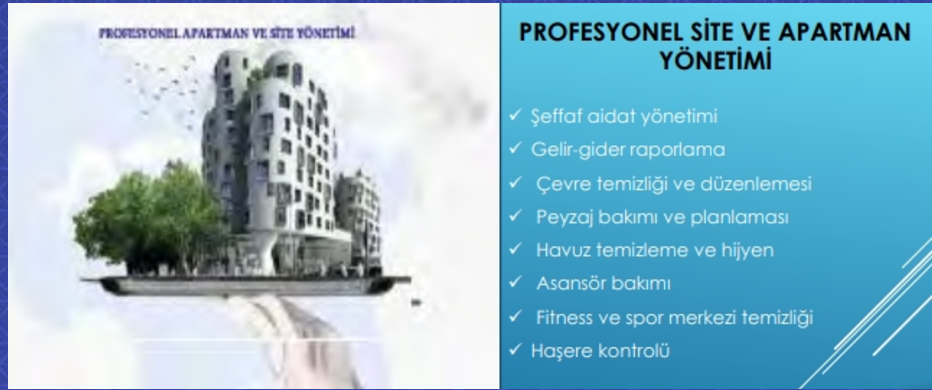 PROFESYONEL APARTMAN VE SİTE YÖNETİMİ
PROFESYONEL SİTE VE APARTMAN
YÖNETİMİ
✓ Şeffaf aidat yönetimi
✓ Gelir-gider raporlama
✓ Çevre temizliği ve düzenlemesi
✓ Peyzaj bakımı ve planlaması
✓ Havuz temizleme ve hijyen
✓ Asansör bakımı
✓ Fitness ve spor merkezi temizliği
✓ Haşere kontrolü